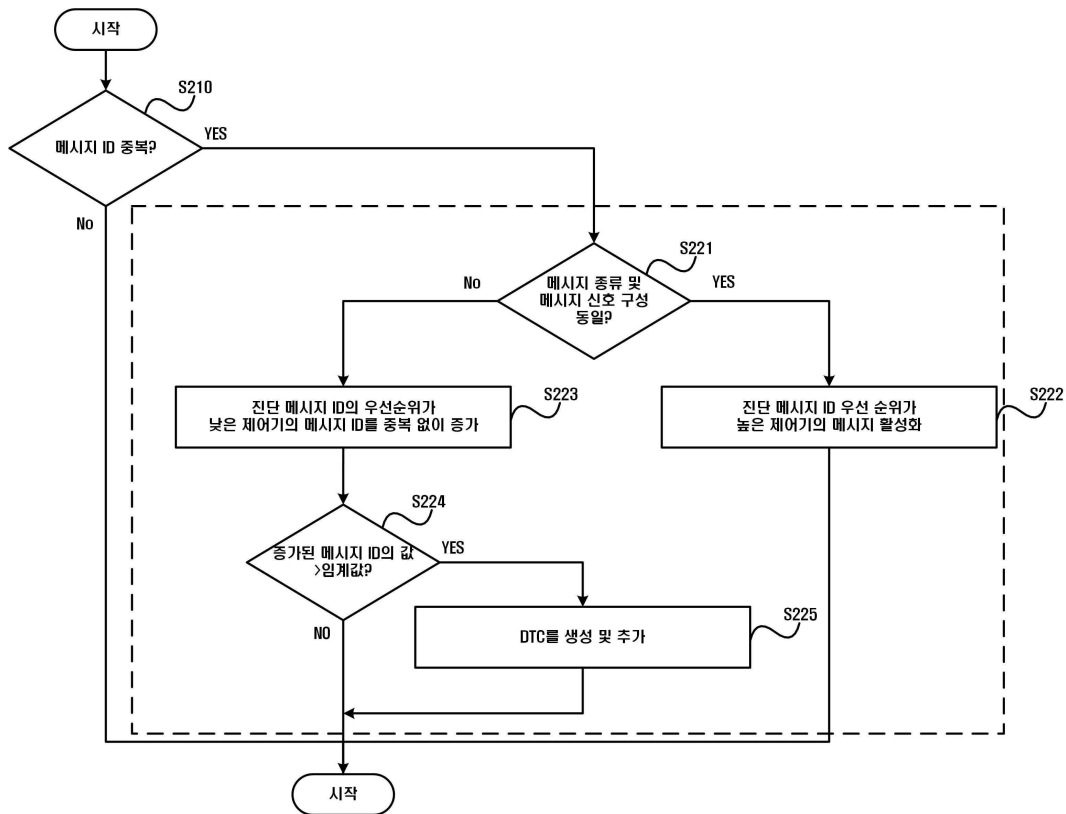 시작
S210
메시지 ID 중복?
YES
No
S221
메시지 종류 및
메시지 신호 구성
동일?
No
YES
S223
진단 메시지 ID의 우선순위가
낮은 제어기의 메시지 ID를 중복 없이 증가
S222
진단 메시지 ID 우선 순위가
높은 제어기의 메시지 활성화
S224
증가된 메시지 ID의 값
>임계값?
YES
NO
S225
DTC를 생성 및 추가
시작